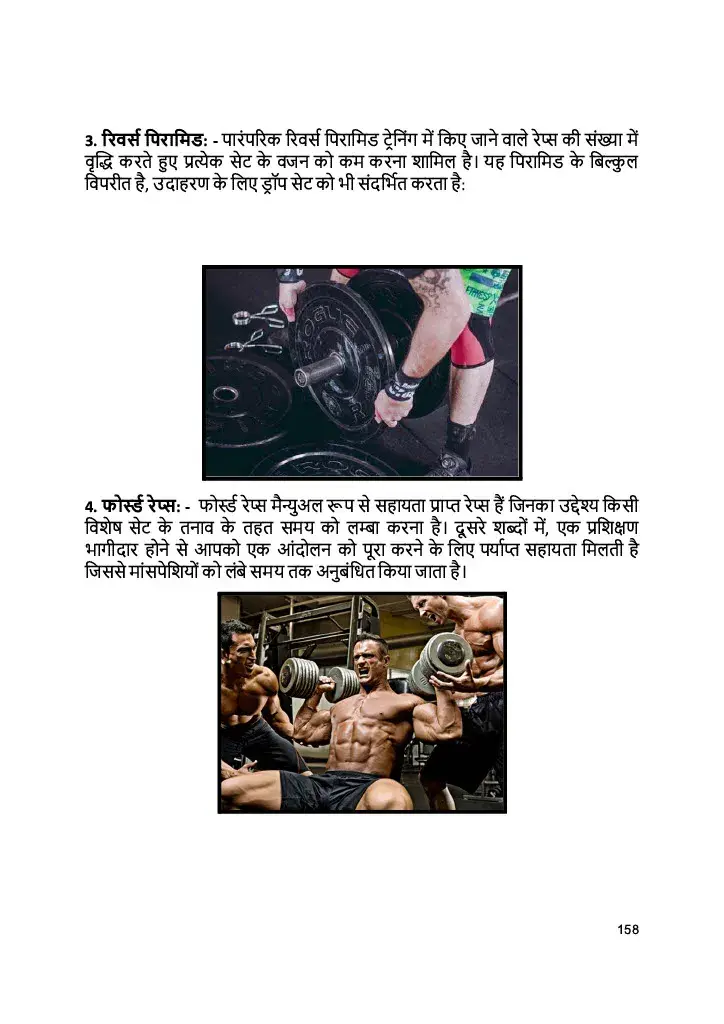 3. रिवर्स पिरामिड: - पारंपरिक रिवर्स पिरामिड ट्रेनिंग में किए जाने वाले रेप्स की संख्या में
वृद्धि करते हुए प्रत्येक सेट के वजन को कम करना शामिल है। यह पिरामिड के बिल्कुल
विपरीत है, उदाहरण के लिए ड्रॉप सेट को भी संदर्भित करता है:
ROGUE
FITNESS
4. फोर्स्ड रेप्स: - फोर्स्ड रेप्स मैन्युअल रूप से सहायता प्राप्त रेप्स हैं जिनका उद्देश्य किसी
विशेष सेट के तनाव के तहत समय को लम्बा करना है। दूसरे शब्दों में, एक प्रशिक्षण
भागीदार होने से आपको एक आंदोलन को पूरा करने के लिए पर्याप्त सहायता मिलती है
जिससे मांसपेशियों को लंबे समय तक अनुबंधित किया जाता है।
158